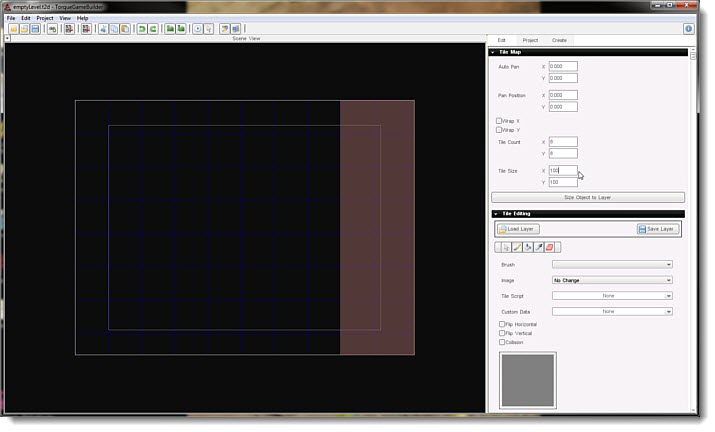 emptyLevel.t2d - TorqueGameBuilder
File Edit Project View Help
Scene View
Edit Project Create
Tile Map
Auto Pan X 0.000
Y 0.000
Pan Position X 0.000
Y 0.000
Wrap X
Wrap Y
Tile Count X 8
Y 8
Tile Size X 100
Y 100
Size Object to Layer
Tile Editing
Load Layer Save Layer
Brush
Image No Change
Tile Script None
Custom Data None
Flip Horizontal
Flip Vertical
Collision